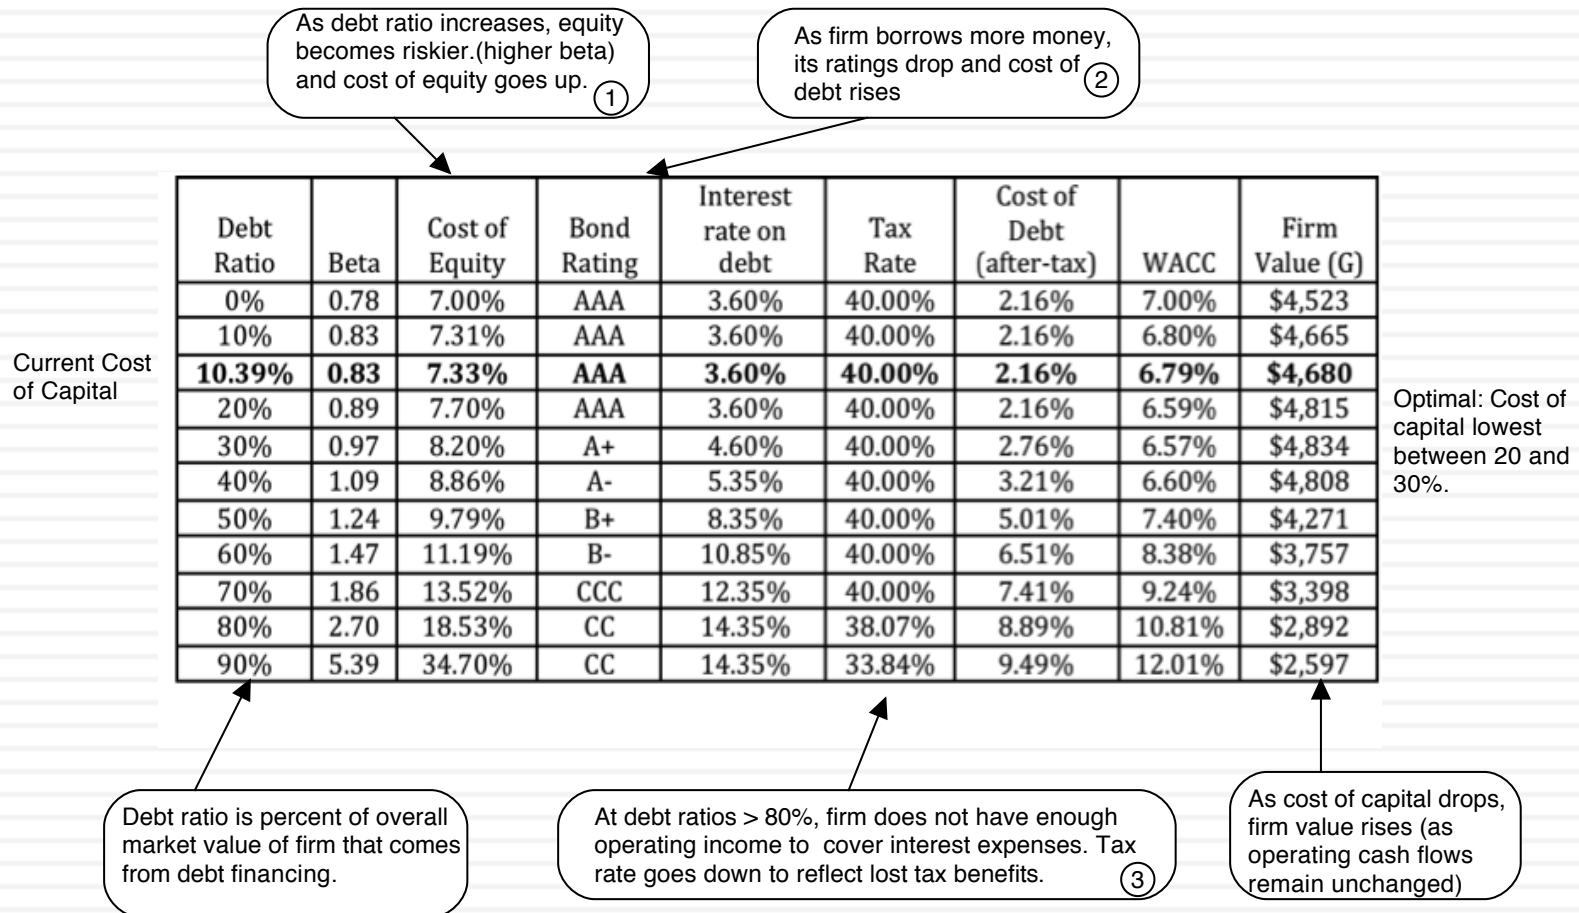 As debt ratio increases, equity
becomes riskier.(higher beta)
and cost of equity goes up.
1
As firm borrows more money,
its ratings drop and cost of
debt rises
2
Debt Ratio Beta Cost of Equity Bond Rating Interest rate on debt Tax Rate Cost of Debt (after-tax) WACC Firm Value (G)
0% 0.78 7.00% AAA 3.60% 40.00% 2.16% 7.00% $4,523
10% 0.83 7.31% AAA 3.60% 40.00% 2.16% 6.80% $4,665
Current Cost
of Capital
10.39% 0.83 7.33% AAA 3.60% 40.00% 2.16% 6.79% $4,680
20% 0.89 7.70% AAA 3.60% 40.00% 2.16% 6.59% $4,815
30% 0.97 8.20% A+ 4.60% 40.00% 2.76% 6.57% $4,834
40% 1.09 8.86% A- 5.35% 40.00% 3.21% 6.60% $4,808
50% 1.24 9.79% B+ 8.35% 40.00% 5.01% 7.40% $4,271
60% 1.47 11.19% B- 10.85% 40.00% 6.51% 8.38% $3,757
70% 1.86 13.52% CCC 12.35% 40.00% 7.41% 9.24% $3,398
80% 2.70 18.53% CC 14.35% 38.07% 8.89% 10.81% $2,892
90% 5.39 34.70% CC 14.35% 33.84% 9.49% 12.01% $2,597
Optimal: Cost of
capital lowest
between 20 and
30%.
Debt ratio is percent of overall
market value of firm that comes
from debt financing.
At debt ratios > 80%, firm does not have enough
operating income to cover interest expenses. Tax
rate goes down to reflect lost tax benefits.
3
As cost of capital drops,
firm value rises (as
operating cash flows
remain unchanged)